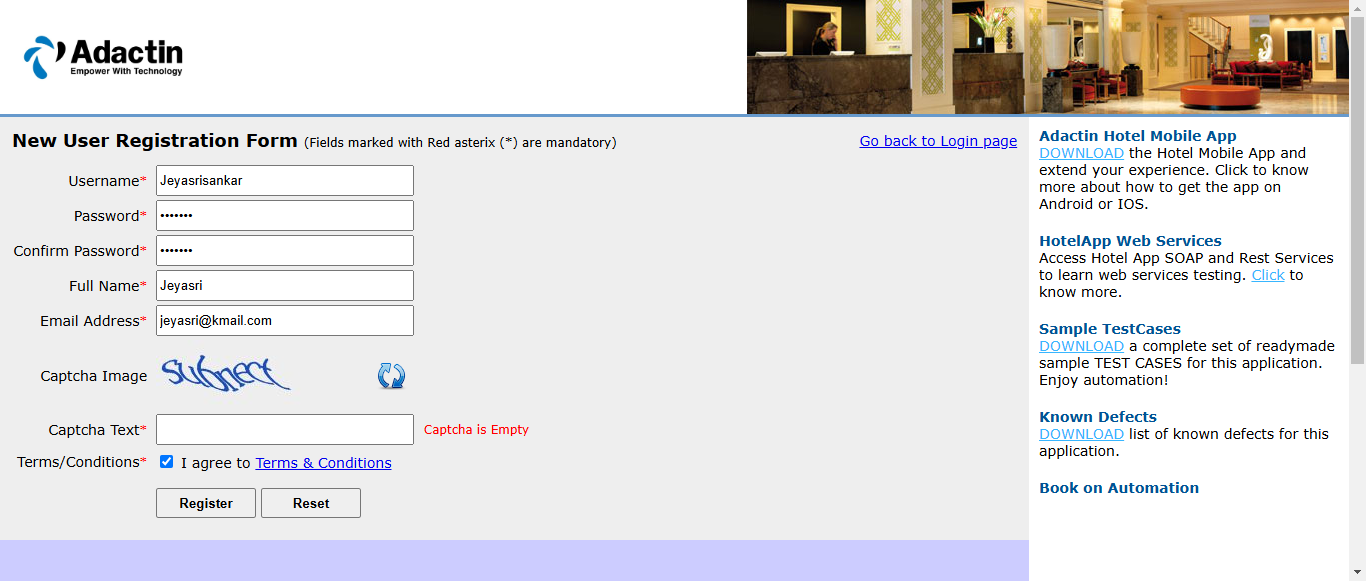 Adactin
Empower With Technology
New User Registration Form (Fields marked with Red asterix (*) are mandatory)
Go back to Login page
Username* Jeyasrisankar
Password* •••••••
Confirm Password* •••••••
Full Name* Jeyasri
Email Address* jeyasri@kmail.com
Captcha Image
Captcha Text* Captcha is Empty
Terms/Conditions* I agree to Terms & Conditions
Register Reset
Adactin Hotel Mobile App
DOWNLOAD the Hotel Mobile App and
extend your experience. Click to know
more about how to get the app on
Android or IOS.
HotelApp Web Services
Access Hotel App SOAP and Rest Services
to learn web services testing. Click to
know more.
Sample TestCases
DOWNLOAD a complete set of readymade
sample TEST CASES for this application.
Enjoy automation!
Known Defects
DOWNLOAD list of known defects for this
application.
Book on Automation